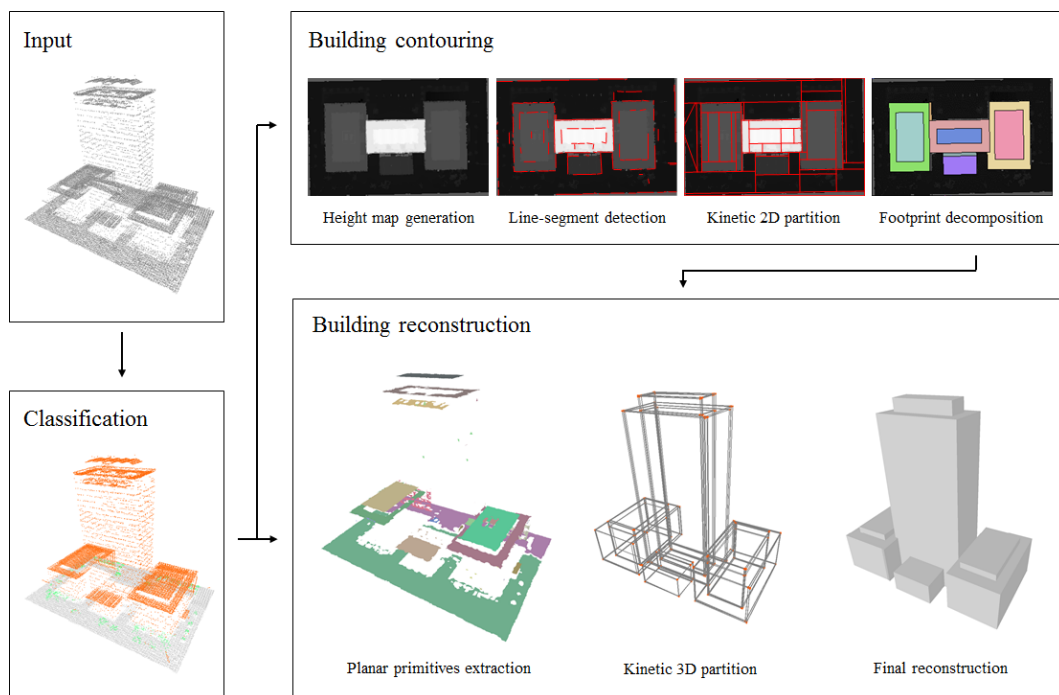 Input
Classification
Building contouring
Height map generation
Line-segment detection
Kinetic 2D partition
Footprint decomposition
Building reconstruction
Planar primitives extraction
Kinetic 3D partition
Final reconstruction